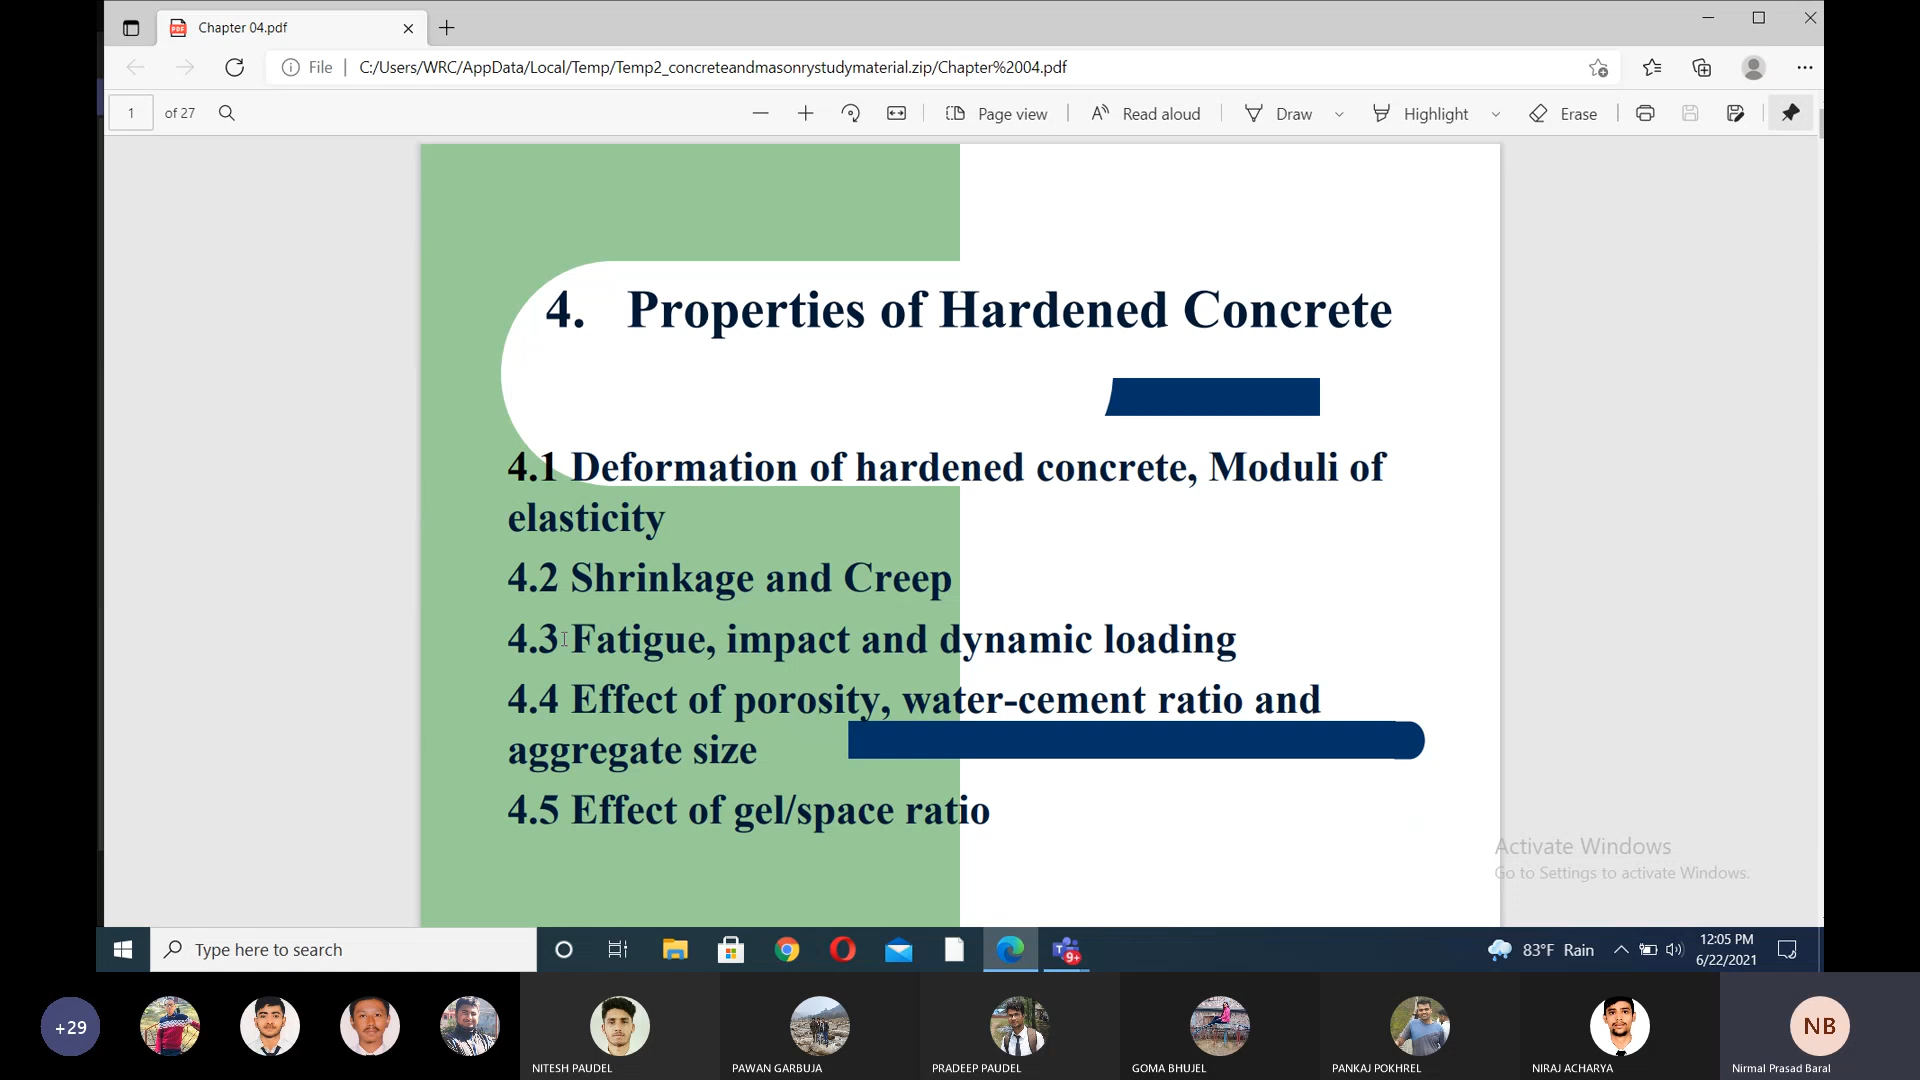 Chapter 04.pdf
File
C:/Users/WRC/AppData/Local/Temp/Temp2_concreteandmasonrystudymaterial.zip/Chapter%2004.pdf
1 of 27
Page view
Read aloud
Draw
Highlight
Erase
4. Properties of Hardened Concrete
4.1 Deformation of hardened concrete, Moduli of
elasticity
4.2 Shrinkage and Creep
4.3 Fatigue, impact and dynamic loading
4.4 Effect of porosity, water-cement ratio and
aggregate size
4.5 Effect of gel/space ratio
Activate Windows
Go to Settings to activate Windows.
Type here to search
9+
83°F Rain
12:05 PM
6/22/2021
+29
NB
NITESH PAUDEL
PAWAN GARBUJA
PRADEEP PAUDEL
GOMA BHUJEL
PANKAJ POKHREL
NIRAJ ACHARYA
Nirmal Prasad Baral